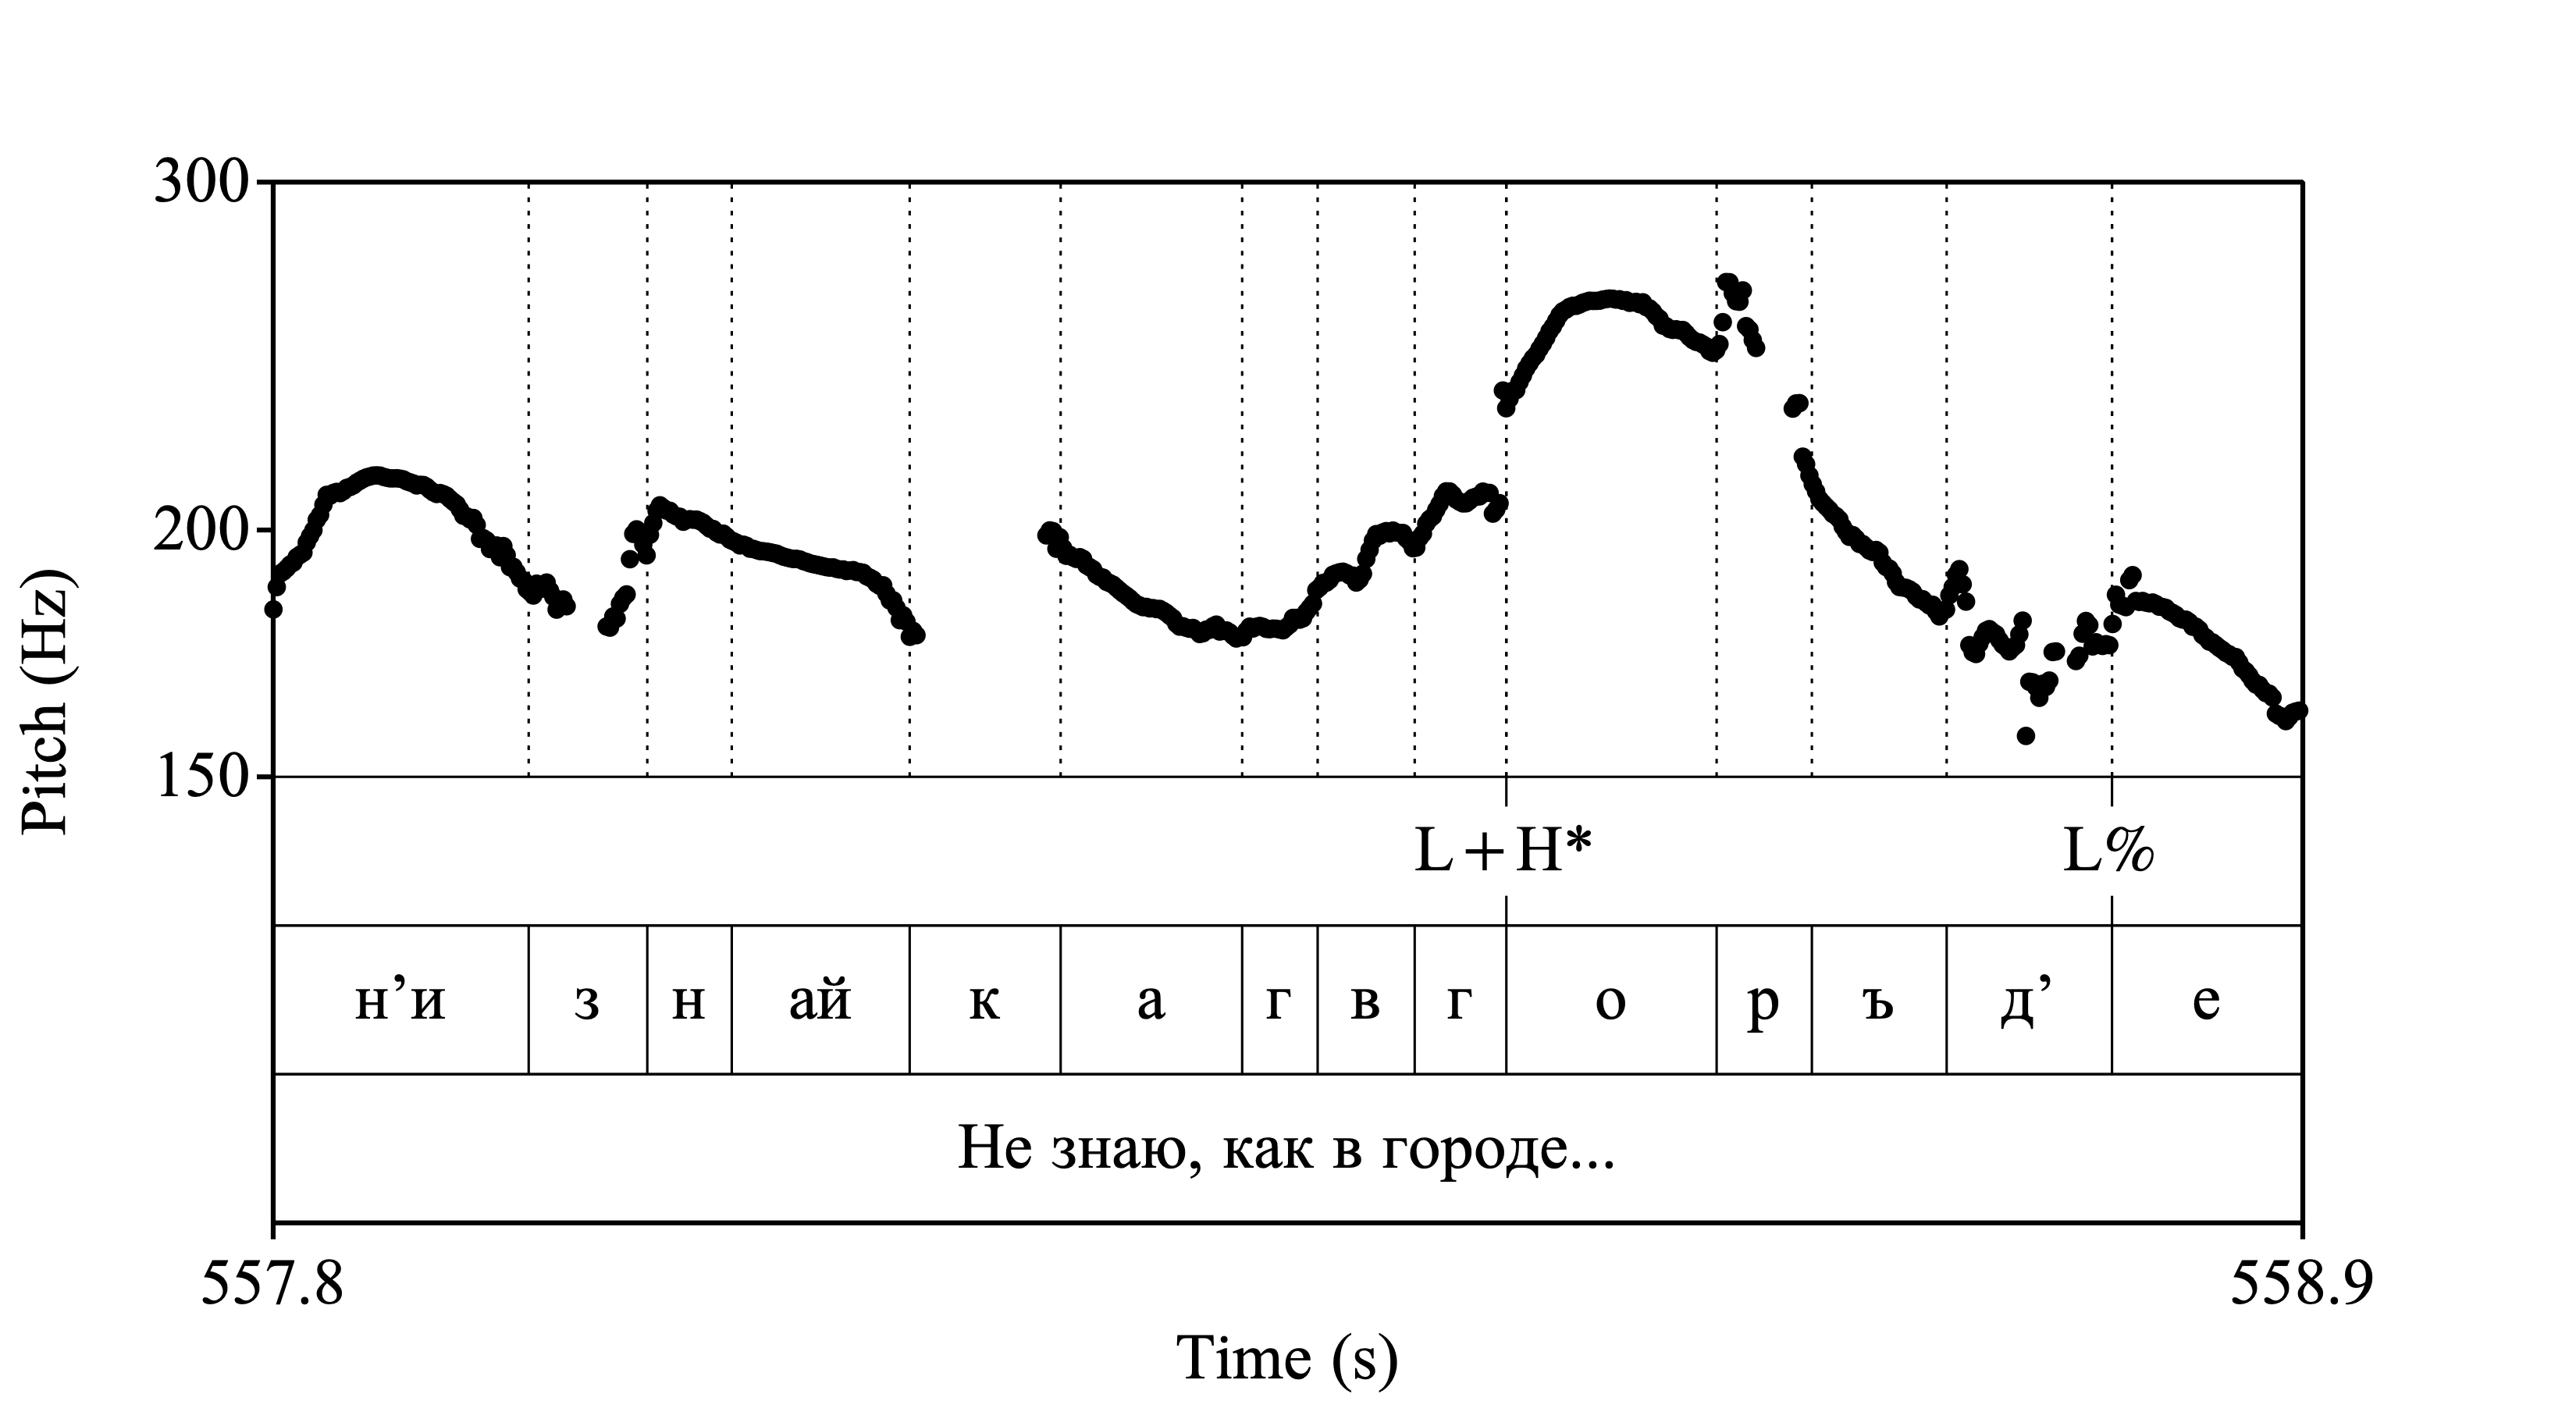 300
200
150
Pitch (Hz)
L+H* L%
н’и з н ай к а г в г о р ъ д’ е
Не знаю, как в городе...
557.8 558.9
Time (s)